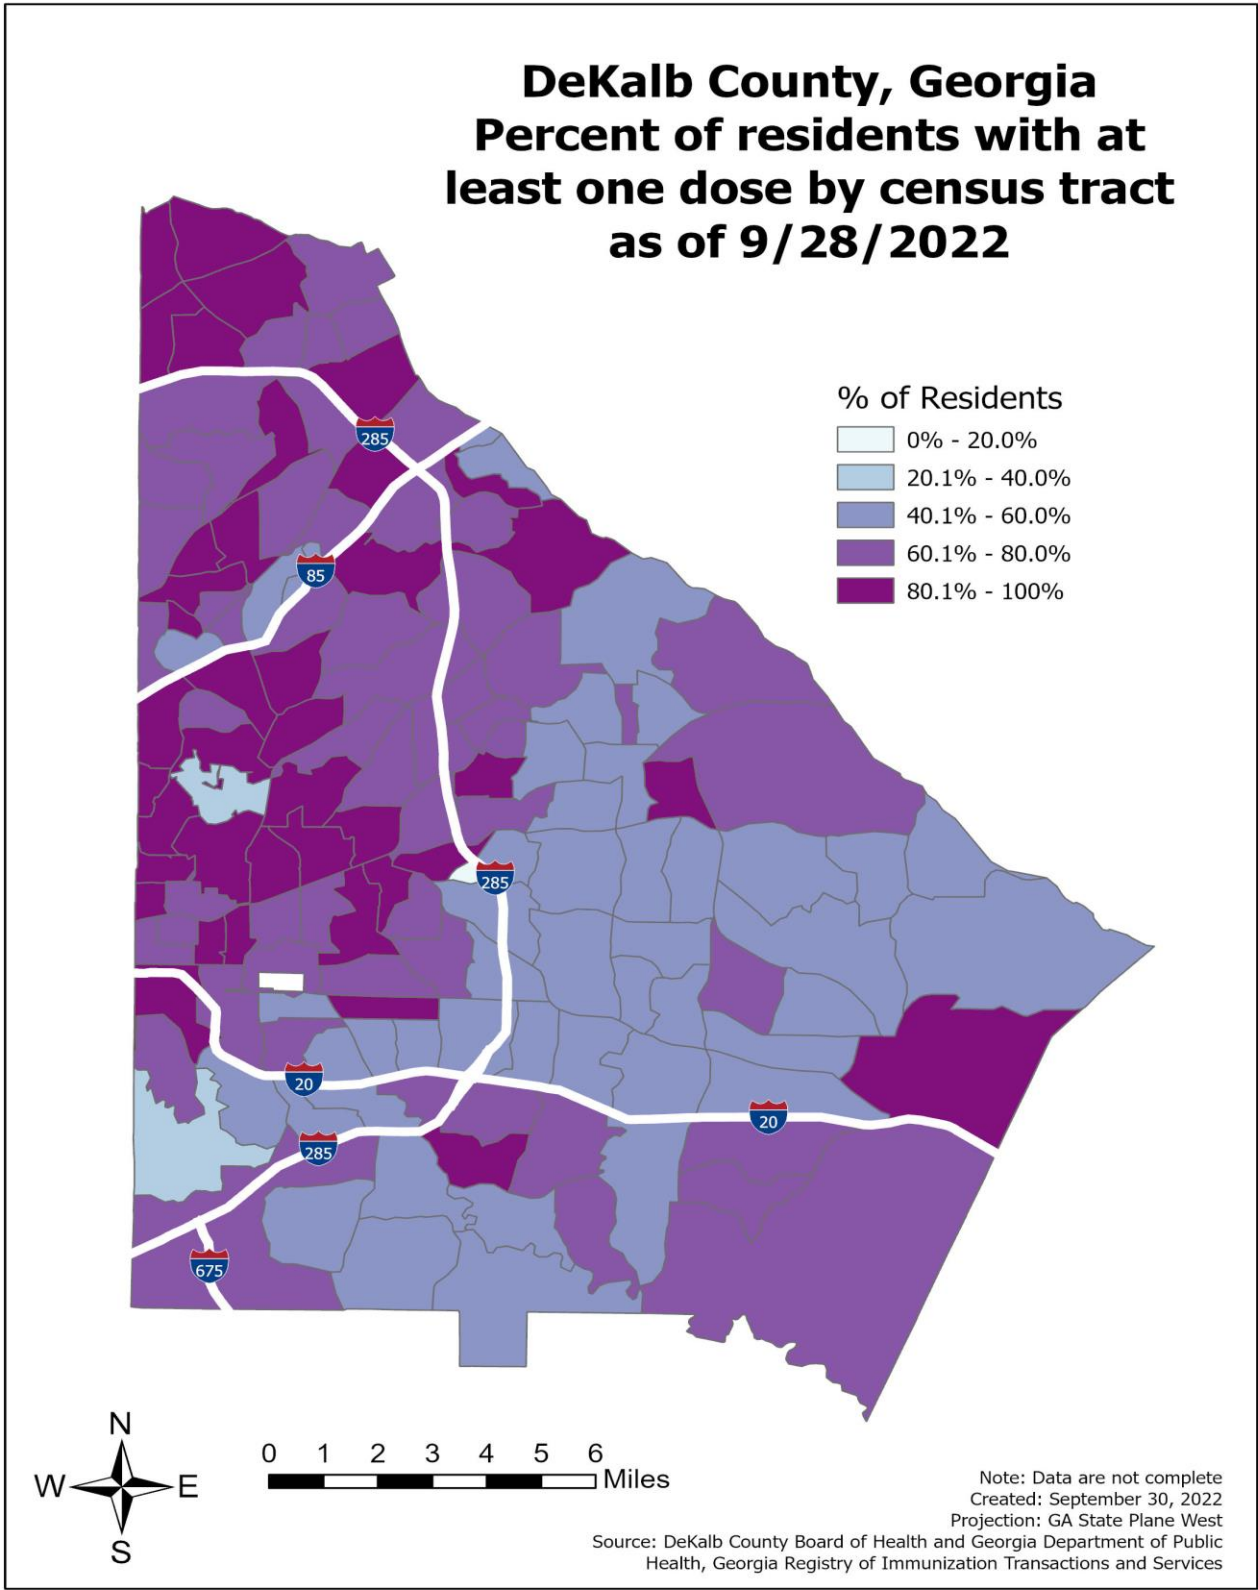 DeKalb County, Georgia
Percent of residents with at
least one dose by census tract
as of 9/28/2022
% of Residents
0% - 20.0%
20.1% - 40.0%
40.1% - 60.0%
60.1% - 80.0%
80.1% - 100%
285
85
285
20
20
285
675
N
W E
S
0 1 2 3 4 5 6
Miles
Note: Data are not complete
Created: September 30, 2022
Projection: GA State Plane West
Source: DeKalb County Board of Health and Georgia Department of Public
Health, Georgia Registry of Immunization Transactions and Services